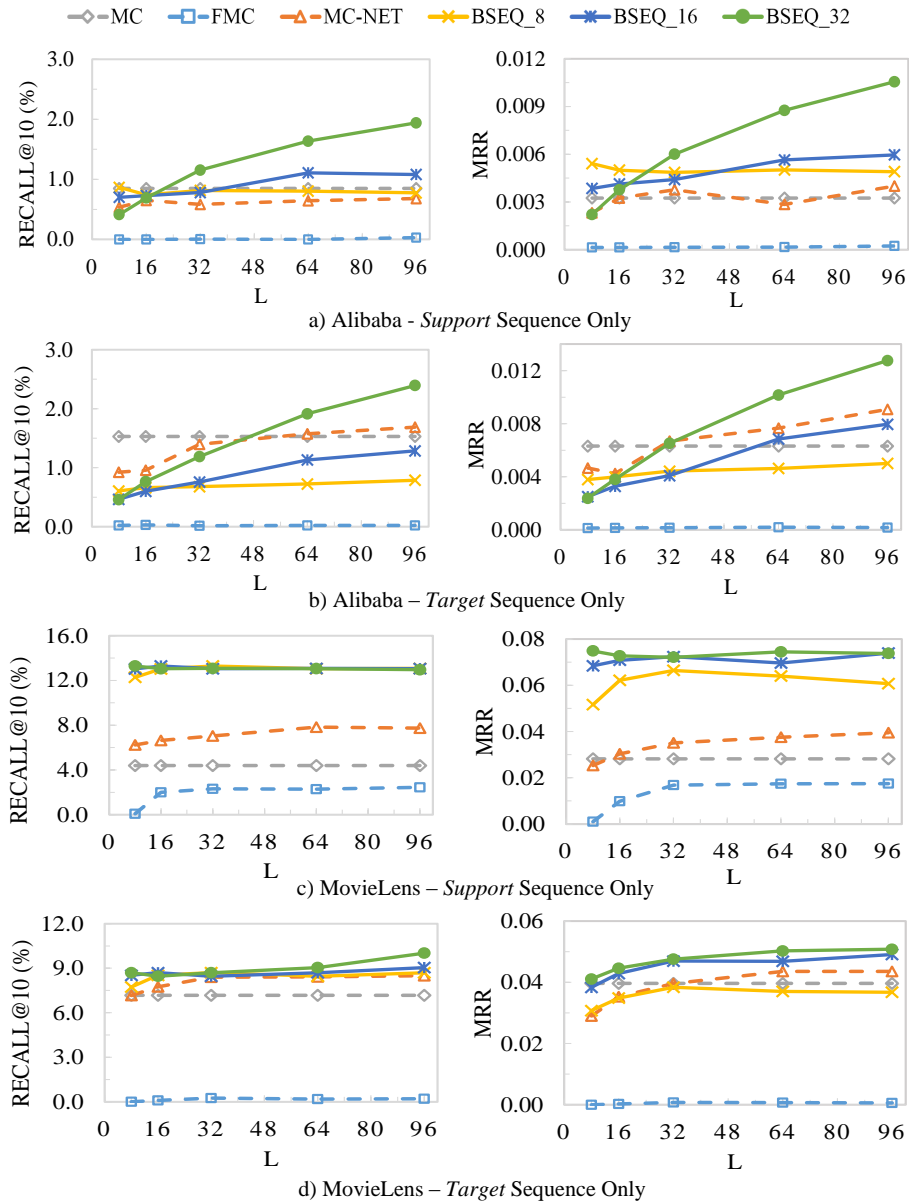 MC FMC MC-NET BSEQ_8 BSEQ_16 BSEQ_32
RECALL@10 (%)
3.0
2.0
1.0
0.0
0 16 32 48 64 80 96
L
MRR
0.012
0.009
0.006
0.003
0.000
0 16 32 48 64 80 96
L
a) Alibaba - Support Sequence Only
RECALL@10 (%)
3.0
2.0
1.0
0.0
0 16 32 48 64 80 96
L
MRR
0.012
0.008
0.004
0.000
0 16 32 48 64 80 96
L
b) Alibaba – Target Sequence Only
RECALL@10 (%)
16.0
12.0
8.0
4.0
0.0
0 16 32 48 64 80 96
L
MRR
0.08
0.06
0.04
0.02
0.00
0 16 32 48 64 80 96
L
c) MovieLens – Support Sequence Only
RECALL@10 (%)
12.0
9.0
6.0
3.0
0.0
0 16 32 48 64 80 96
L
MRR
0.06
0.04
0.02
0.00
0 16 32 48 64 80 96
L
d) MovieLens – Target Sequence Only